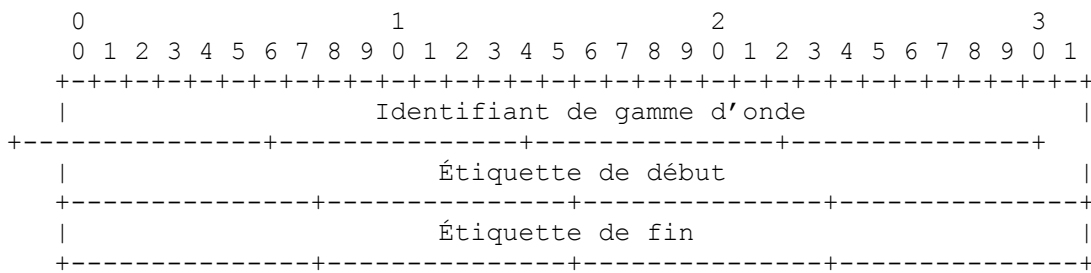 0                   1                   2                   3
0 1 2 3 4 5 6 7 8 9 0 1 2 3 4 5 6 7 8 9 0 1 2 3 4 5 6 7 8 9 0 1
+-+-+-+-+-+-+-+-+-+-+-+-+-+-+-+-+-+-+-+-+-+-+-+-+-+-+-+-+-+-+-+-+
| Identifiant de gamme d’onde |
+---------------+---------------+---------------+---------------+
| Étiquette de début |
+---------------+---------------+---------------+---------------+
| Étiquette de fin |
+---------------+---------------+---------------+---------------+